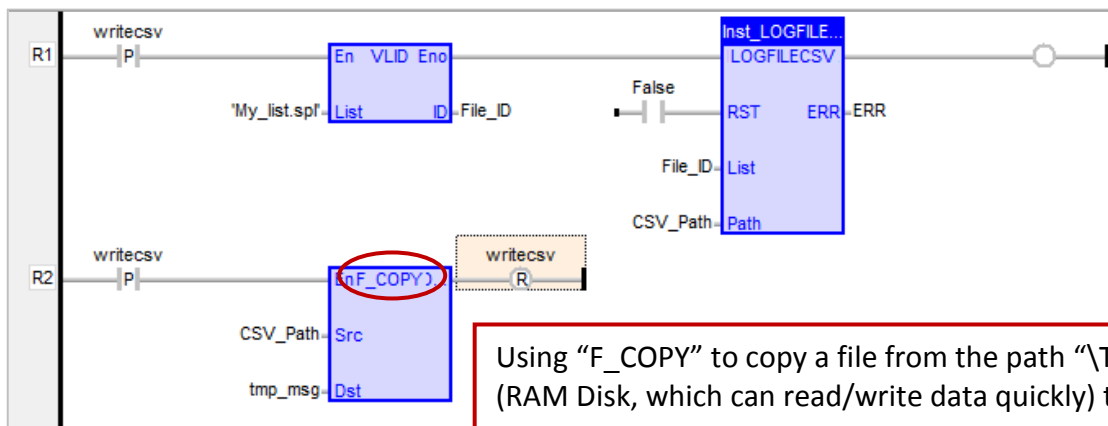 writecsv
R1
P
En VLID Eno
'My_list.spl' List ID File_ID
Inst_LOGFILE...
LOGFILECSV
False
RST ERR ERR
File_ID List
CSV_Path Path
writecsv
R2
P
En F_COPY
writecsv
R
CSV_Path Src
tmp_msg Dst
Using “F_COPY” to copy a file from the path “\T
(RAM Disk, which can read/write data quickly) t